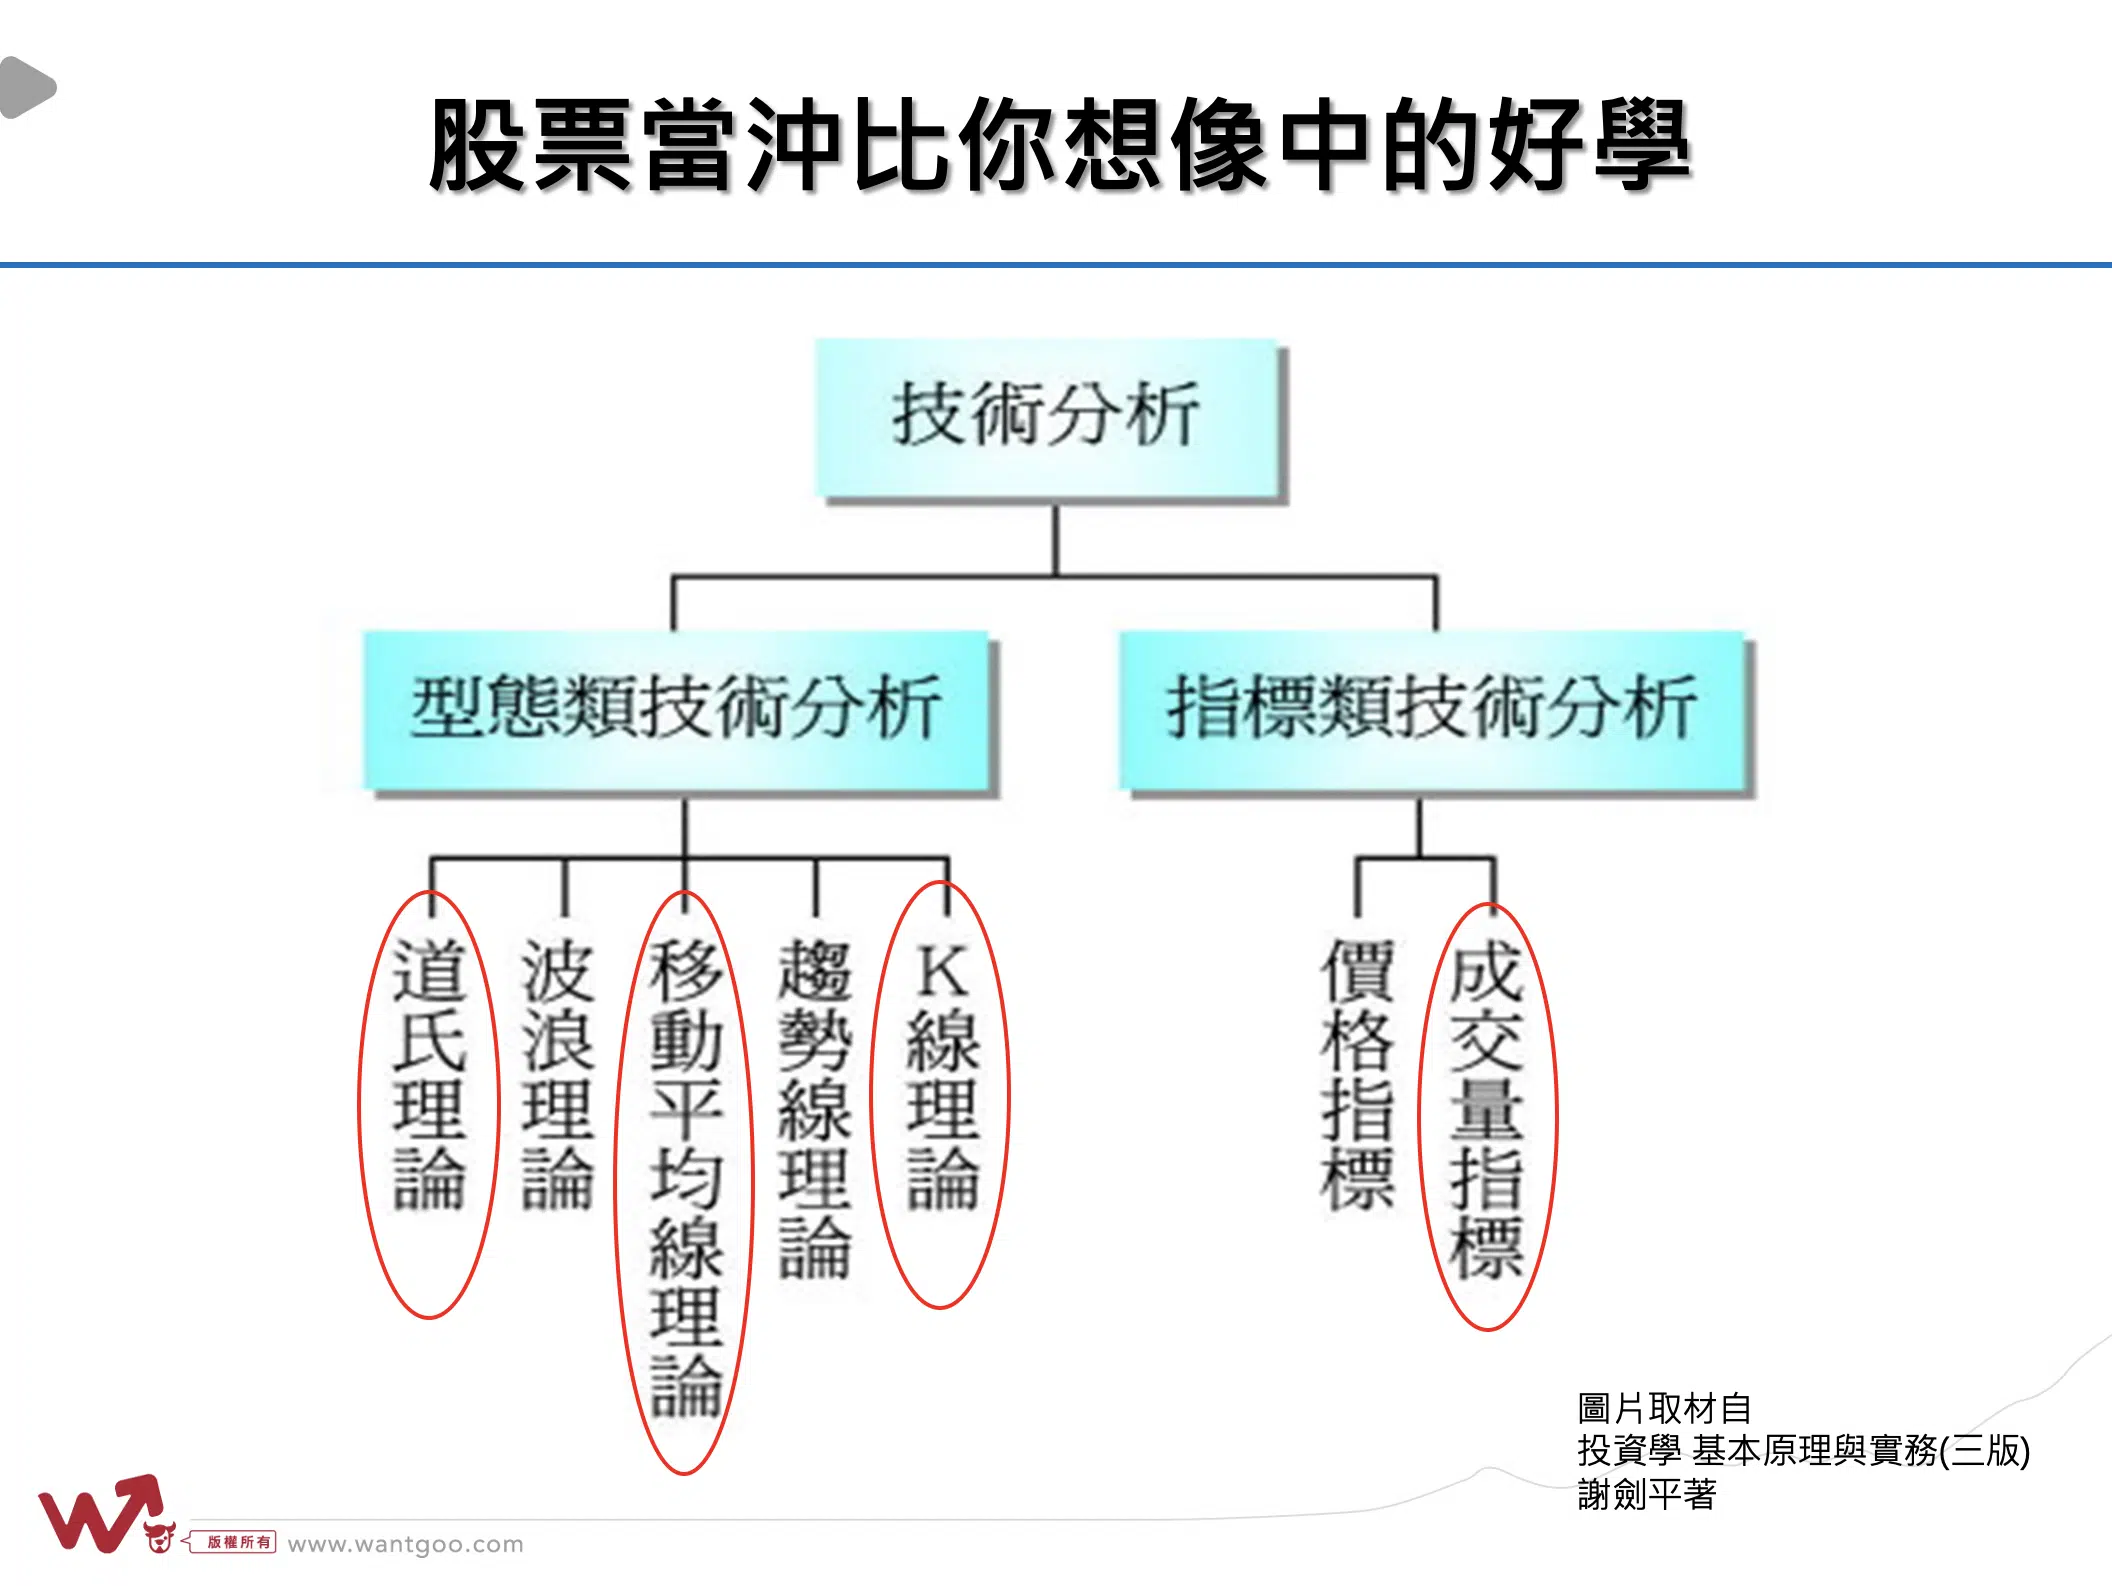 股票當沖比你想像中的好學
技術分析
型態類技術分析
指標類技術分析
道氏理論
波浪理論
移動平均線理論
趨勢線理論
K線理論
價格指標
成交量指標
圖片取材自
投資學 基本原理與實務(三版)
謝劍平著
版權所有
www.wantgoo.com